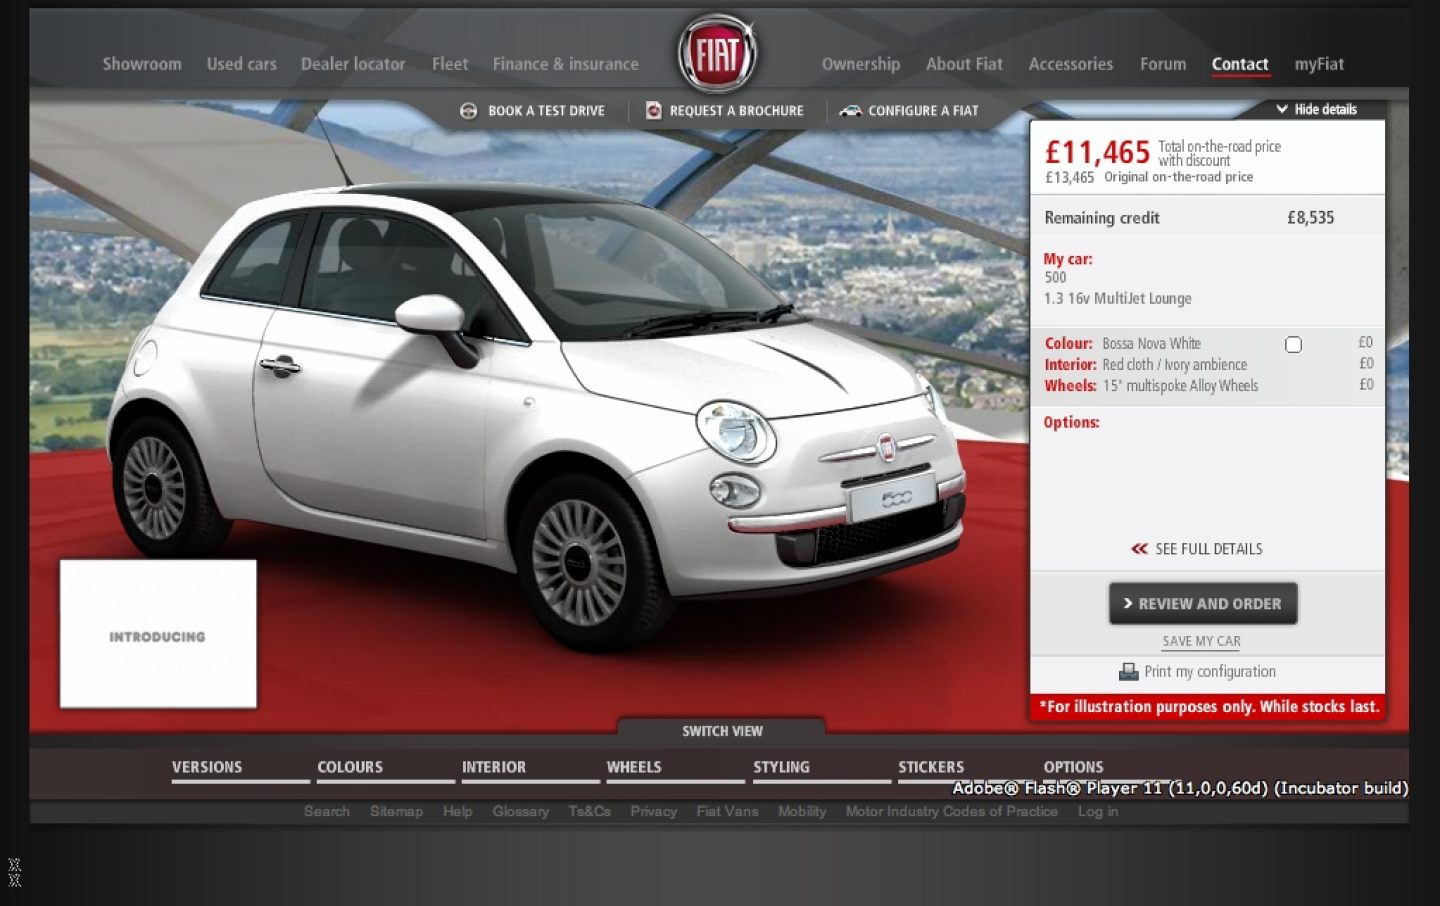 FIAT
Showroom Used cars Dealer locator Fleet Finance & insurance Ownership About Fiat Accessories Forum Contact myFiat
BOOK A TEST DRIVE REQUEST A BROCHURE CONFIGURE A FIAT
Hide details
£11,465 Total on-the-road price
with discount
£13,465 Original on-the-road price
Remaining credit £8,535
My car:
500
1.3 16v MultiJet Lounge
Colour: Bossa Nova White £0
Interior: Red cloth / Ivory ambience £0
Wheels: 15" multispoke Alloy Wheels £0
Options:
500
SEE FULL DETAILS
REVIEW AND ORDER
INTRODUCING
SAVE MY CAR
Print my configuration
*For illustration purposes only. While stocks last.
SWITCH VIEW
VERSIONS COLOURS INTERIOR WHEELS STYLING STICKERS OPTIONS
Adobe® Flash® Player 11 (11,0,0,60d) (Incubator build)
Search Sitemap Help Glossary Ts&Cs Privacy Fiat Vans Mobility Motor Industry Codes of Practice Log in